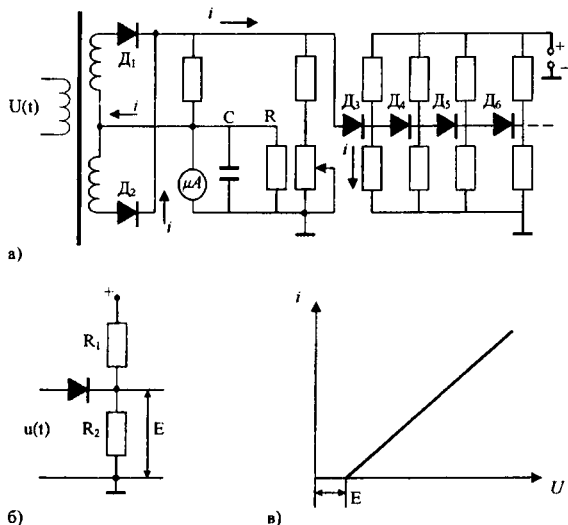 i
Д₁
U(t)
i
C
R
μA
Д₂
i
Д₃
Д₄
Д₅
Д₆
i
+
−
а)
+
R₁
u(t)
R₂
E
б)
i
E
U
в)